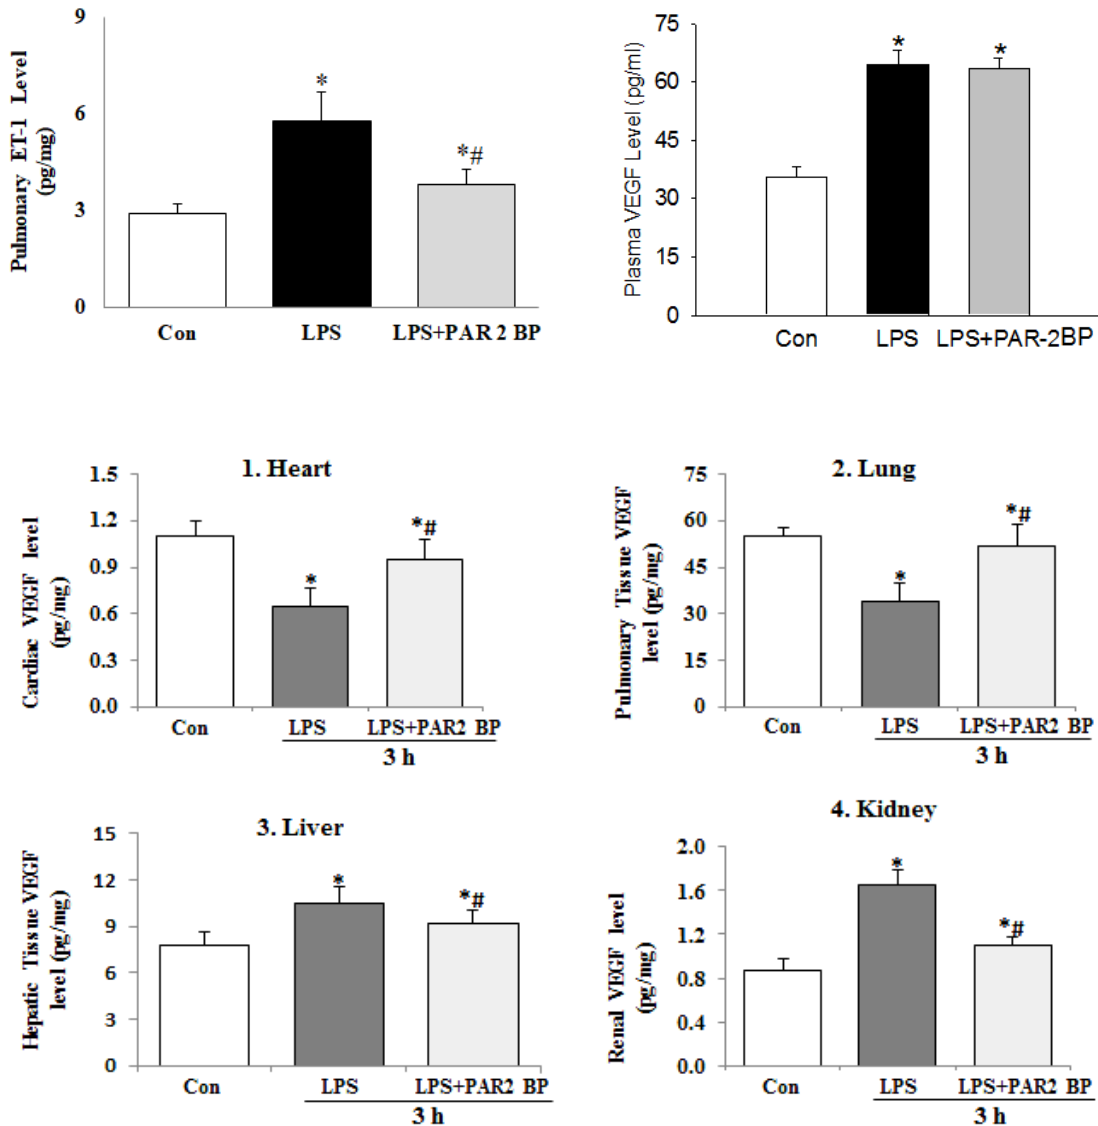 Pulmonary ET-1 Level
(pg/mg)
9
6
3
0
*
*#
Con
LPS
LPS+PAR 2 BP
Plasma VEGF Level (pg/ml)
75
60
45
30
15
0
*
*
Con
LPS
LPS+PAR-2BP
1. Heart
Cardiac VEGF level
(pg/mg)
1.5
1.2
0.9
0.6
0.3
0.0
*
*#
Con
LPS
LPS+PAR2 BP
3 h
2. Lung
Pulmonary Tissue VEGF
level (pg/mg)
75
60
45
30
15
0
*
*#
Con
LPS
LPS+PAR2 BP
3 h
3. Liver
Hepatic Tissue VEGF
level (pg/mg)
15
12
9
6
3
0
*
*#
Con
LPS
LPS+PAR2 BP
3 h
4. Kidney
Renal VEGF level
(pg/mg)
2.0
1.6
1.2
0.8
0.4
0.0
*
*#
Con
LPS
LPS+PAR2 BP
3 h